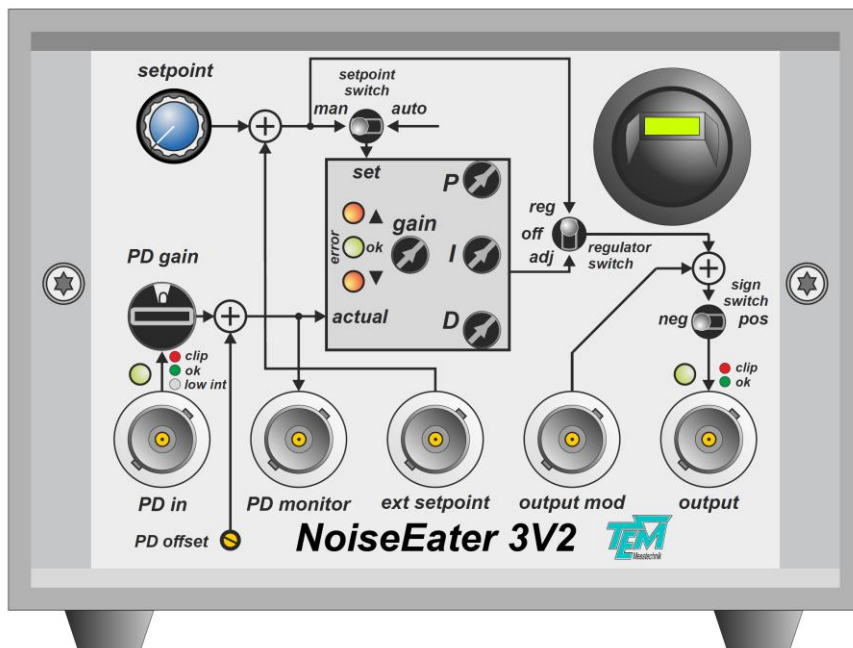 setpoint
setpoint
switch
man
auto
set
P
reg
gain
error
ok
off
I
regulator
switch
adj
PD gain
sign
switch
actual
D
neg
pos
clip
ok
low int
clip
ok
PD in
PD monitor
ext setpoint
output mod
output
PD offset
NoiseEater 3V2
TEM
Messtechnik